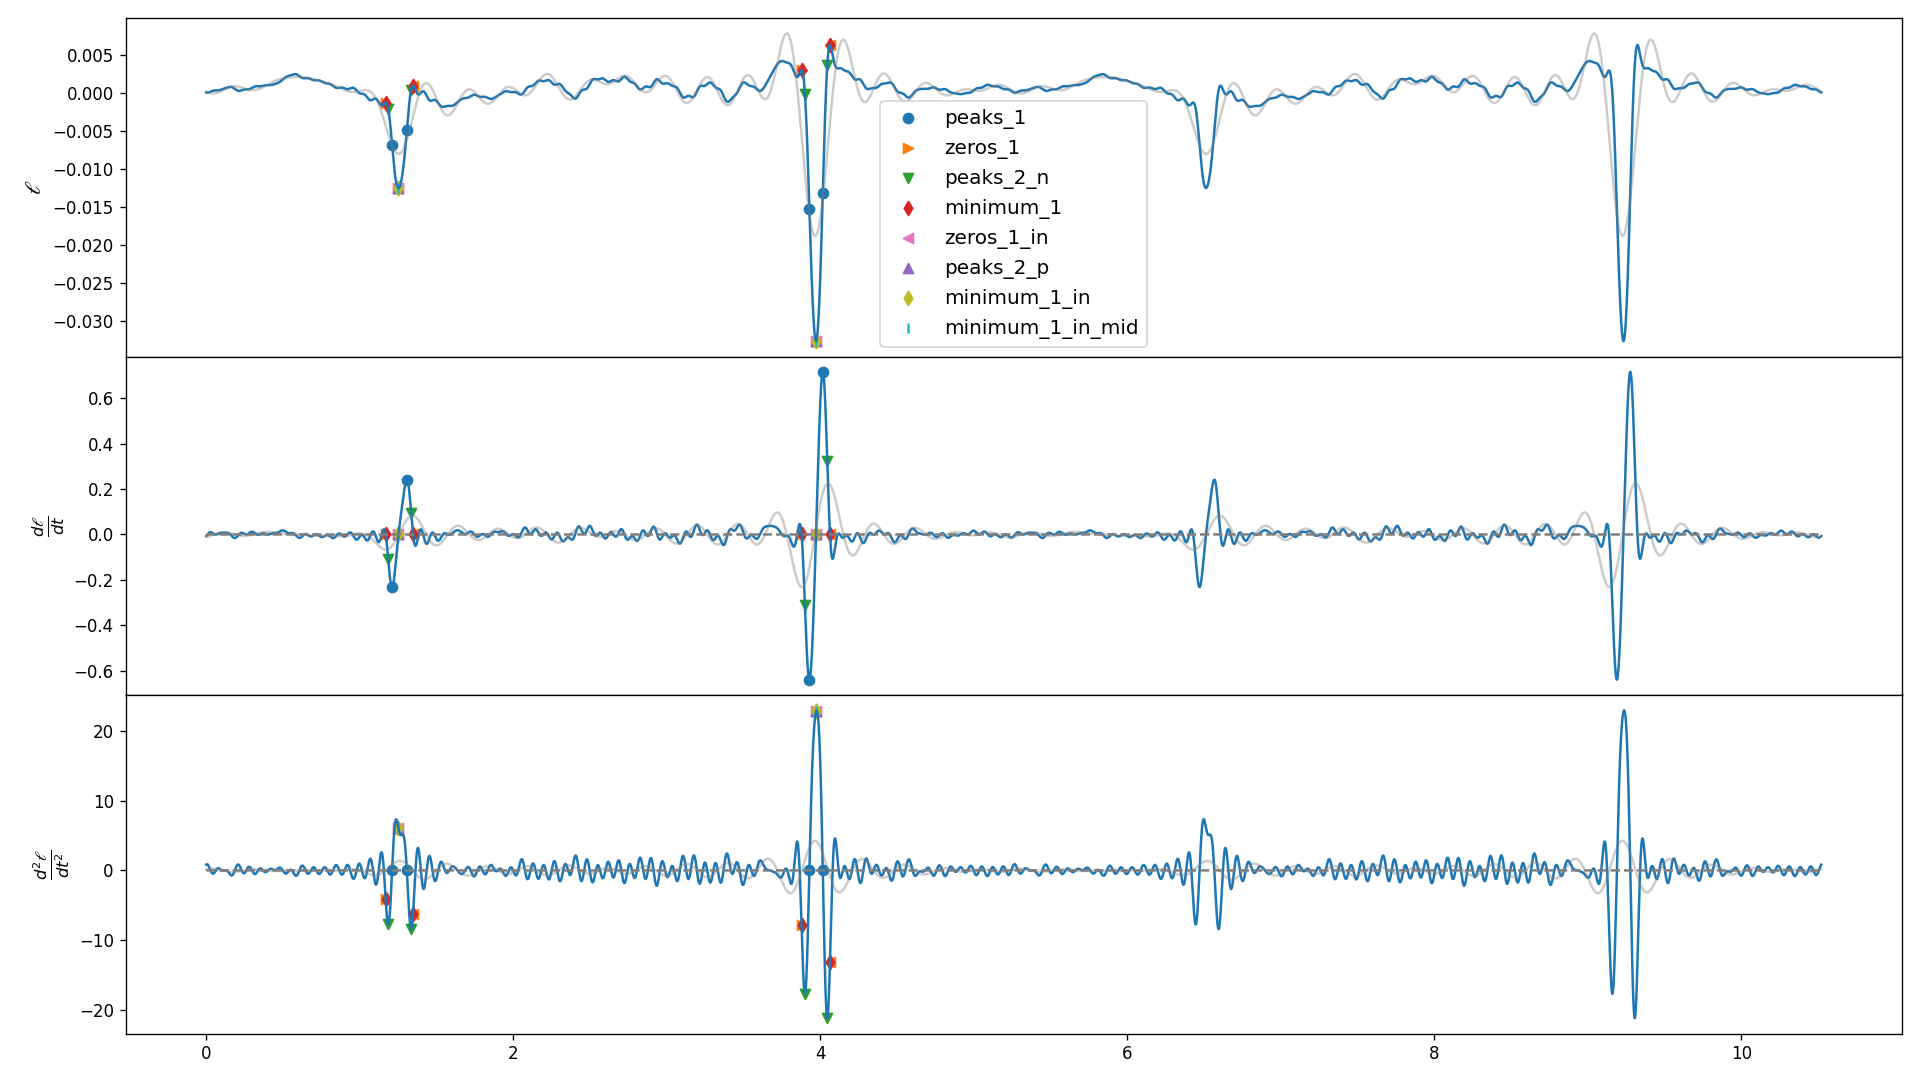 0.005
0.000
−0.005
−0.010
−0.015
−0.020
−0.025
−0.030
ℓ
peaks_1
zeros_1
peaks_2_n
minimum_1
zeros_1_in
peaks_2_p
minimum_1_in
minimum_1_in_mid
0.6
0.4
0.2
0.0
−0.2
−0.4
−0.6
dℓ
dt
20
10
0
−10
−20
d²ℓ
dt²
0 2 4 6 8 10